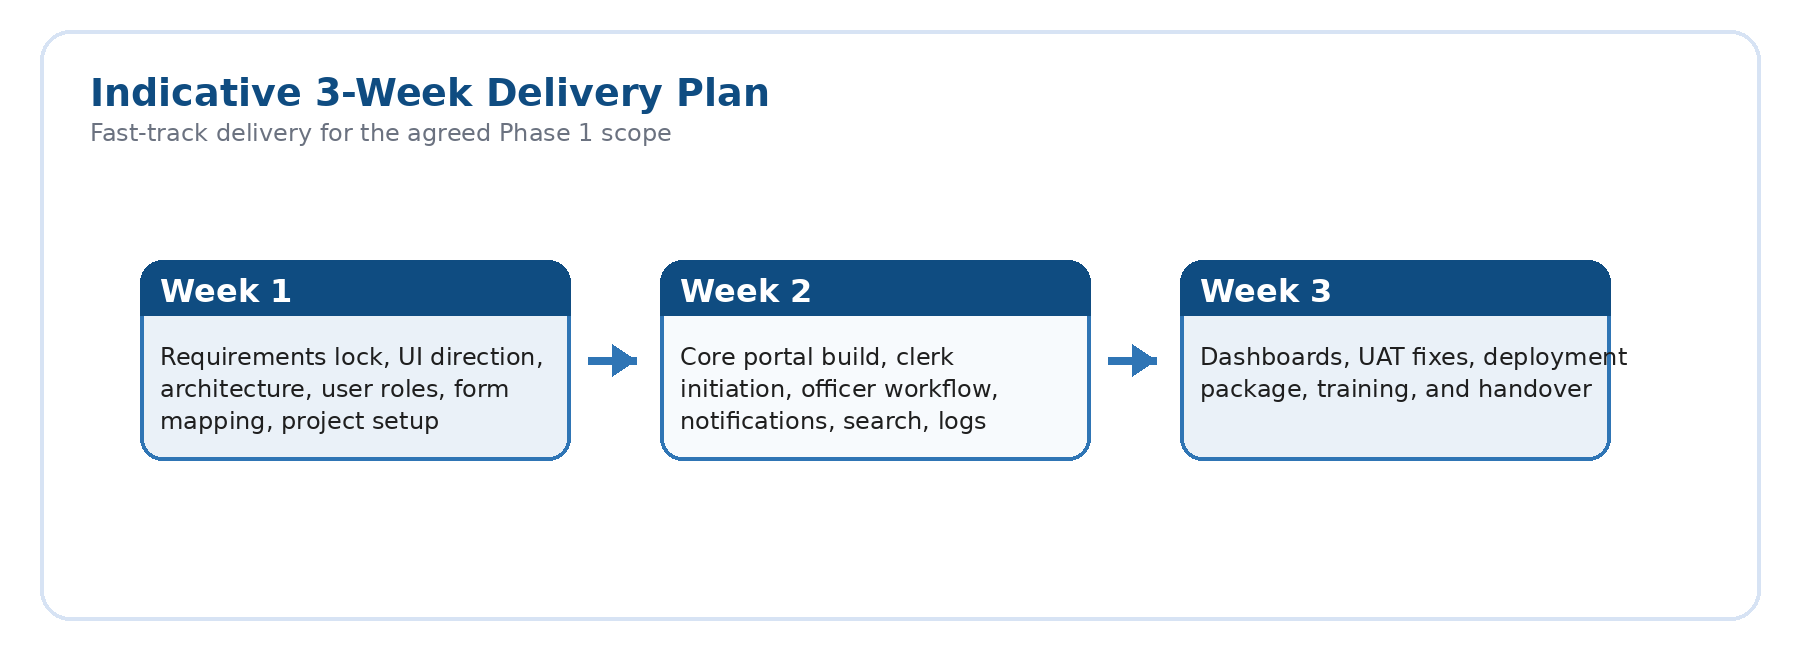 Indicative 3-Week Delivery Plan
Fast-track delivery for the agreed Phase 1 scope
Week 1
Requirements lock, UI direction,
architecture, user roles, form
mapping, project setup
Week 2
Core portal build, clerk
initiation, officer workflow,
notifications, search, logs
Week 3
Dashboards, UAT fixes, deployment
package, training, and handover